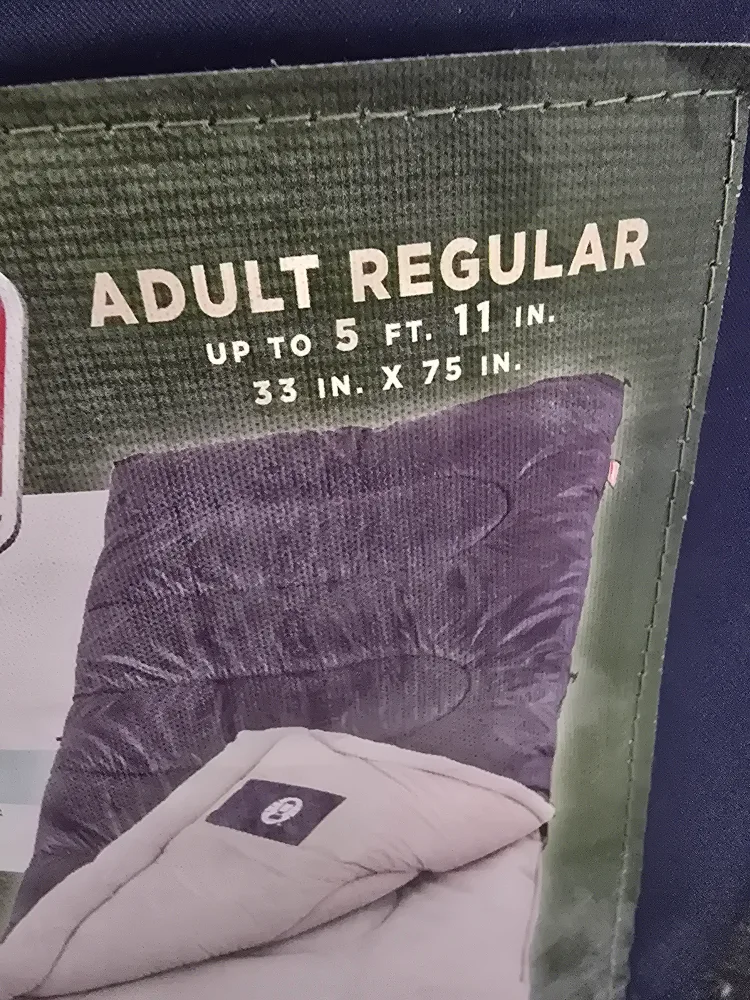 ADULT REGULAR
UP TO 5 FT. 11 IN.
33 IN. X 75 IN.